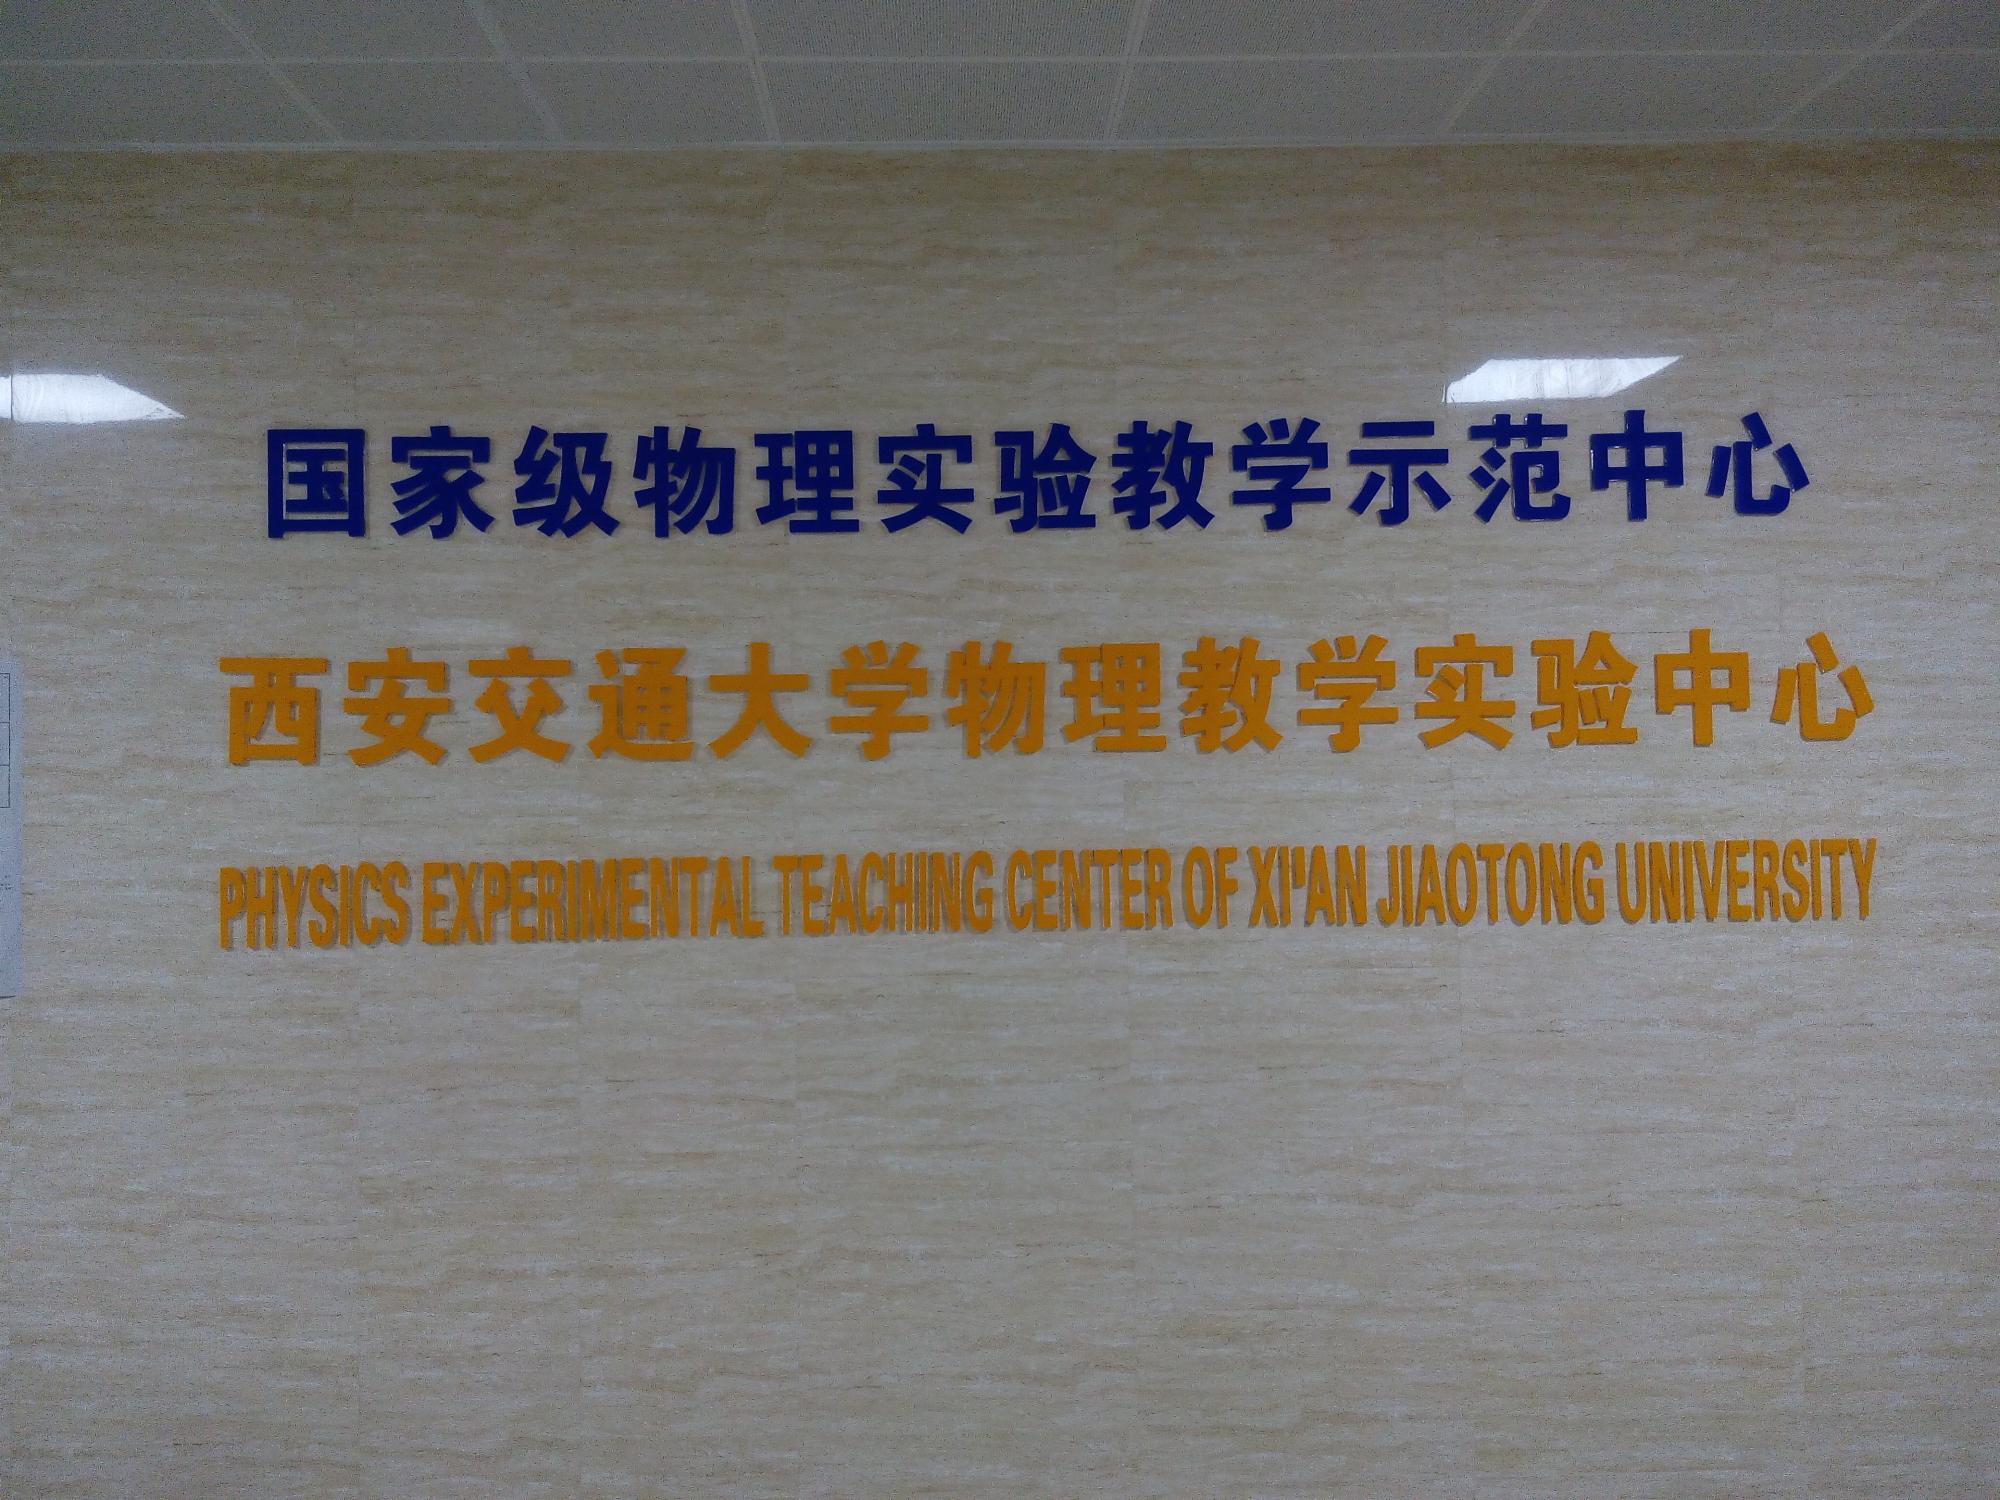 国家级物理实验教学示范中心
西安交通大学物理教学实验中心
PHYSICS EXPERIMENTAL TEACHING CENTER OF XI'AN JIAOTONG UNIVERSITY